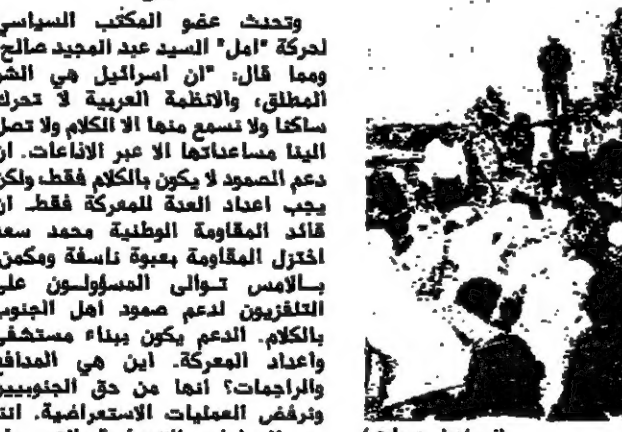 وتحدث عضو المكتب السياسي
لحركة "امل" السيد عبد المجيد صالح
ومما قال: "ان اسرائيل هي الشر
المطلق، والانظمة العربية لا تحرك
ساكنا ولا نسمع منها الا الكلام ولا تصل
الينا مساعداتها الا عبر الاذاعات. ان
دعم الصمود لا يكون بالكلام فقط ولكن
يجب اعداد العدة للمعركة فقط. ان
قائد المقاومة الوطنية محمد سعد
اختزل المقاومة بعبوة ناسفة ومكمن.
بـالامس تـوالى المسؤولـون على
التلفزيون لدعم صمود اهل الجنوب
بالكلام. الدعم يكون ببناء مستشفى
واعداد المعركة. اين هي المدافع
والراجمات؟ انها من حق الجنوبيين
ونرفض العمليات الاستعراضية.